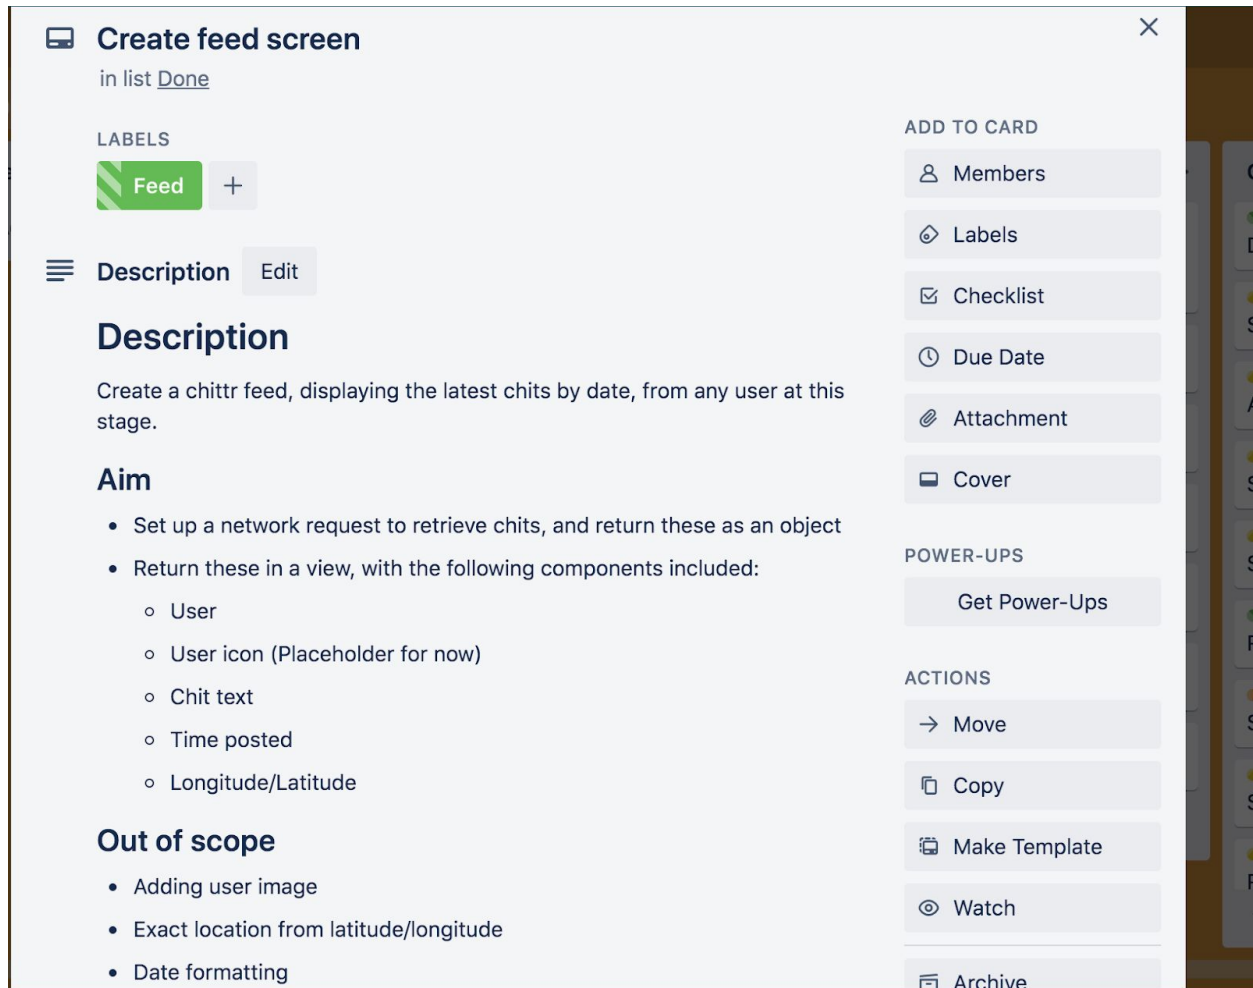 Create feed screen
in list Done
LABELS
Feed
Description Edit
Description
Create a chittr feed, displaying the latest chits by date, from any user at this
stage.
Aim
Set up a network request to retrieve chits, and return these as an object
Return these in a view, with the following components included:
User
User icon (Placeholder for now)
Chit text
Time posted
Longitude/Latitude
Out of scope
Adding user image
Exact location from latitude/longitude
Date formatting
ADD TO CARD
Members
Labels
Checklist
Due Date
Attachment
Cover
POWER-UPS
Get Power-Ups
ACTIONS
Move
Copy
Make Template
Watch
Archive